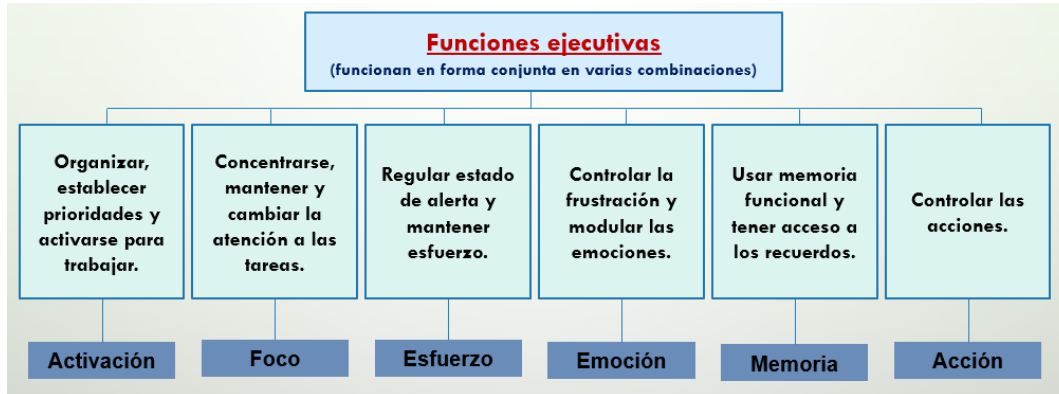 Funciones ejecutivas
(funcionan en forma conjunta en varias combinaciones)
Organizar,
establecer
prioridades y
activarse para
trabajar.
Concentrarse,
mantener y
cambiar la
atención a las
tareas.
Regular estado
de alerta y
mantener
esfuerzo.
Controlar la
frustración y
modular las
emociones.
Usar memoria
funcional y
tener acceso a
los recuerdos.
Controlar las
acciones.
Activación
Foco
Esfuerzo
Emoción
Memoria
Acción